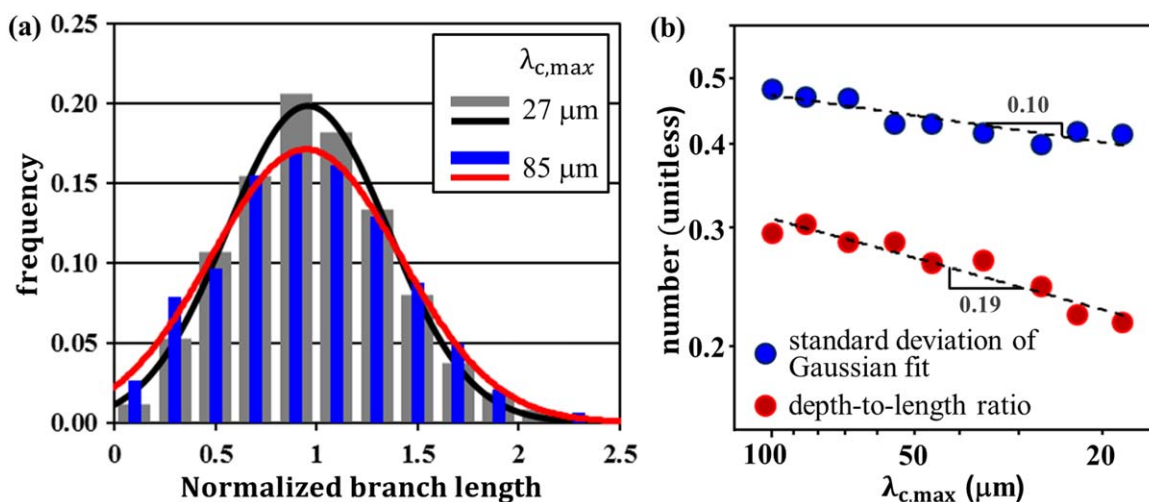 (a)
0.25
0.20
0.15
0.10
0.05
0.00
frequency
λc,max
27 μm
85 μm
0
0.5
1
1.5
2
2.5
Normalized branch length
(b)
0.5
0.4
0.3
0.2
number (unitless)
0.10
0.19
standard deviation of
Gaussian fit
depth-to-length ratio
100
50
20
λc,max (μm)